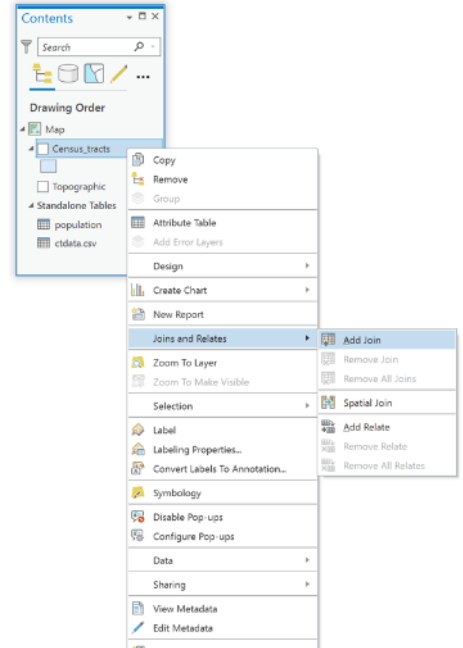 Contents
Search
Drawing Order
Map
Census_tracts
Topographic
Standalone Tables
population
ctdata.csv
Copy
Remove
Group
Attribute Table
Add Error Layers
Design
Create Chart
New Report
Joins and Relates
Zoom To Layer
Zoom To Make Visible
Selection
Label
Labeling Properties...
Convert Labels To Annotation...
Symbology
Disable Pop-ups
Configure Pop-ups
Data
Sharing
View Metadata
Edit Metadata
Add Join
Remove Join
Remove All Joins
Spatial Join
Add Relate
Remove Relate
Remove All Relates